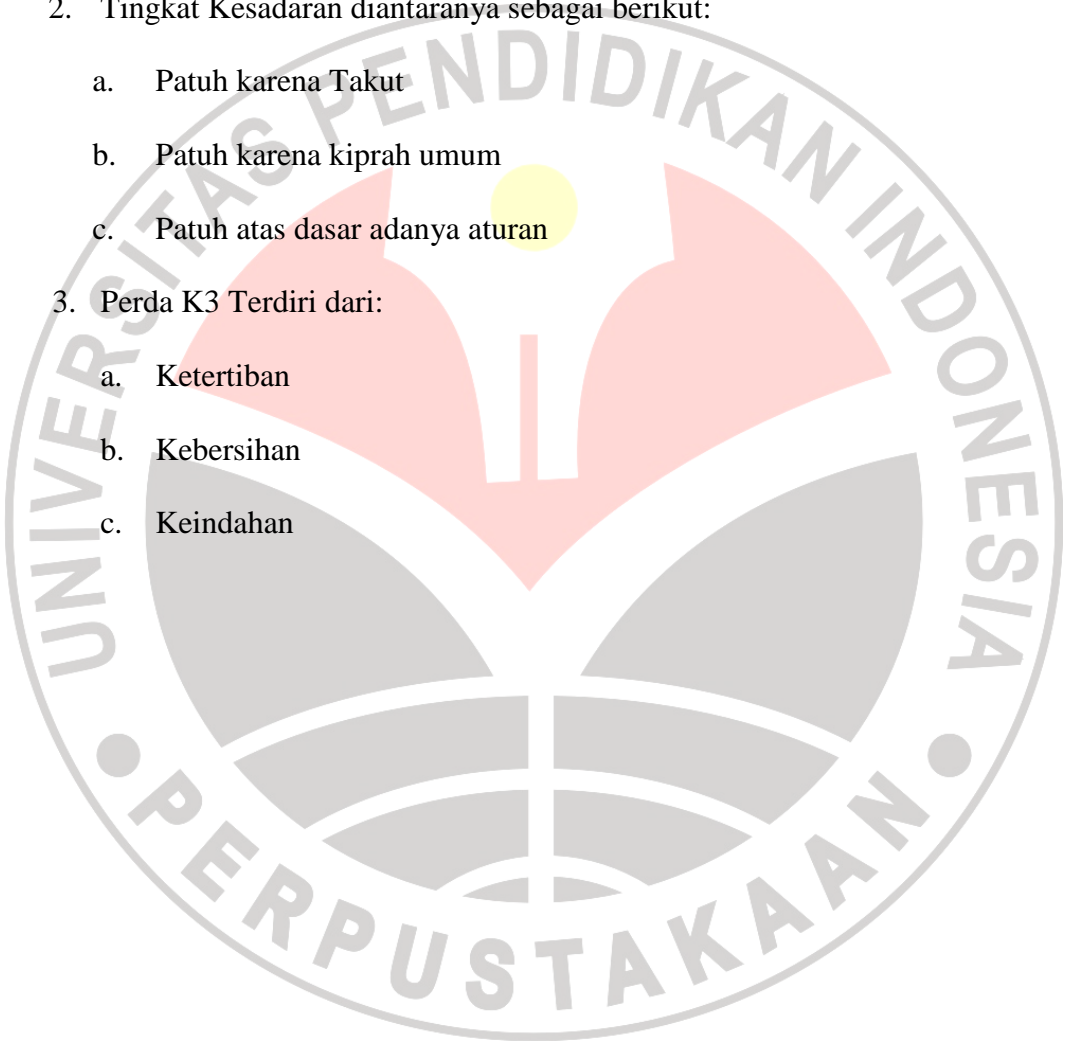 2. Tingkat Kesadaran diantaranya sebagai berikut:
a. Patuh karena Takut
b. Patuh karena kiprah umum
c. Patuh atas dasar adanya aturan
3. Perda K3 Terdiri dari:
a. Ketertiban
b. Kebersihan
c. Keindahan
UNIVERSITAS PENDIDIKAN INDONESIA
PERPUSTAKAAN